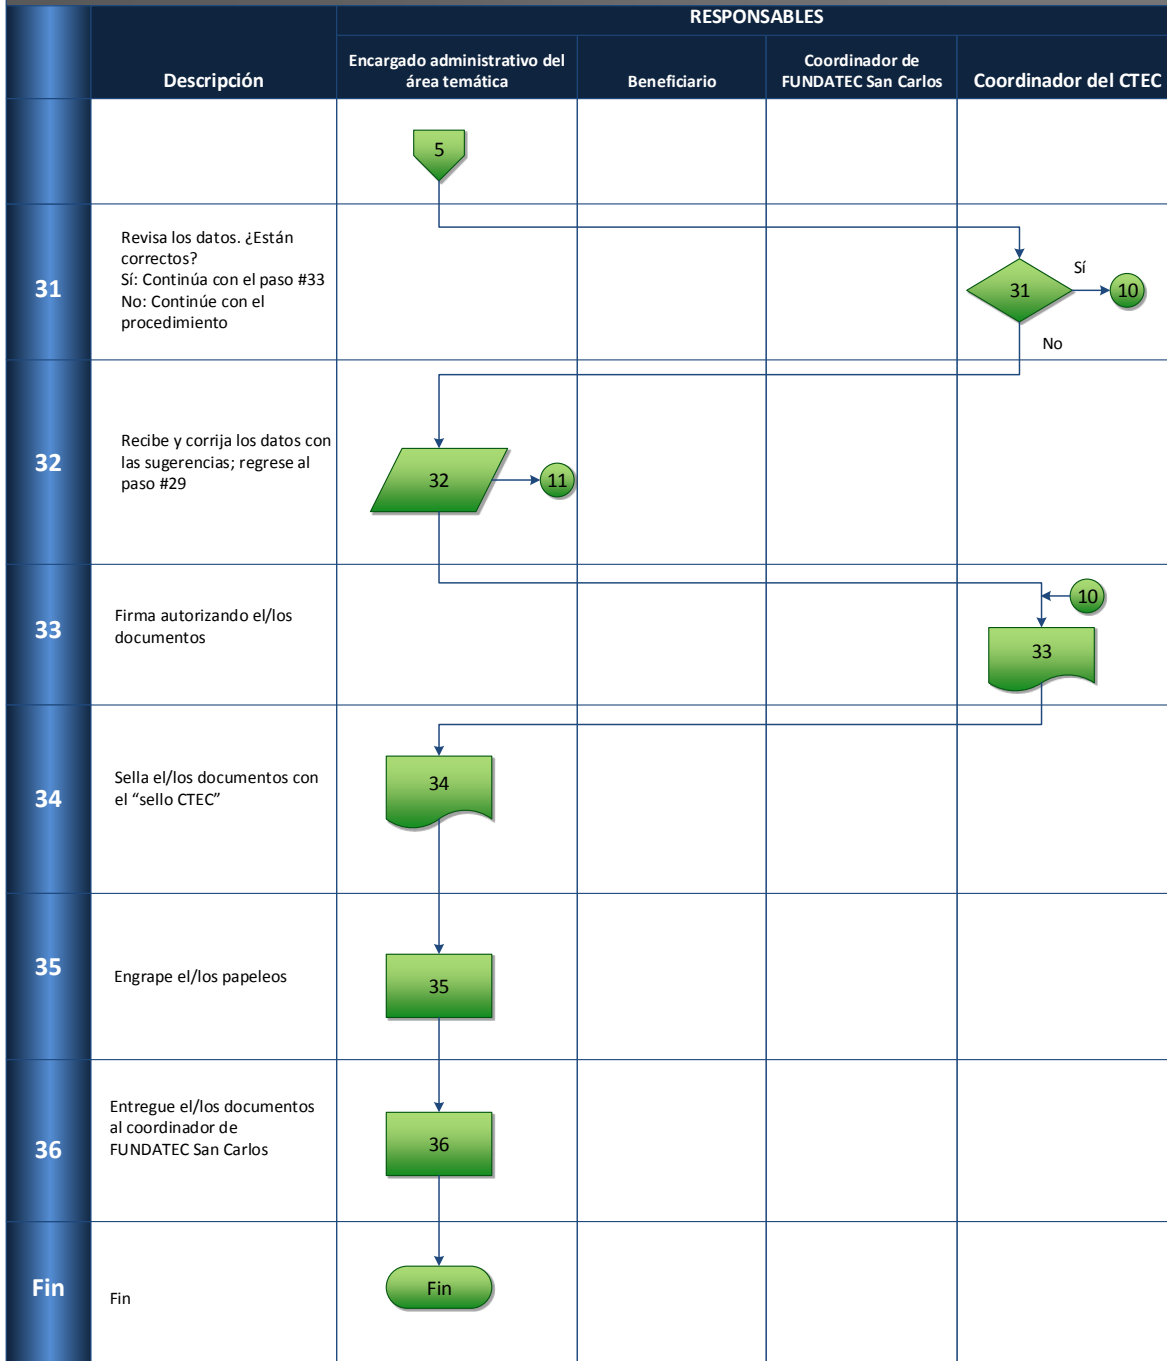 RESPONSABLES
Descripción
Encargado administrativo del
área temática
Beneficiario
Coordinador de
FUNDATEC San Carlos
Coordinador del CTEC
5
31
Revisa los datos. ¿Están
correctos?
Sí: Continúa con el paso #33
No: Continúe con el
procedimiento
31
Sí
10
No
32
Recibe y corrija los datos con
las sugerencias; regrese al
paso #29
32
11
33
Firma autorizando el/los
documentos
10
33
34
Sella el/los documentos con
el “sello CTEC”
34
35
Engrape el/los papeleos
35
36
Entregue el/los documentos
al coordinador de
FUNDATEC San Carlos
36
Fin
Fin
Fin